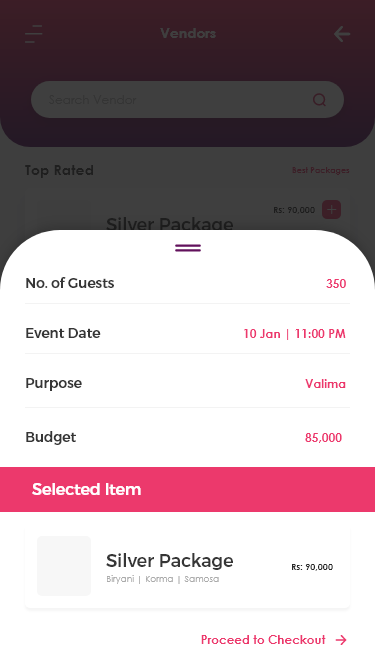 Vendors
Search Vendor
Top Rated
Best Packages
Rs: 90,000
Silver Package
No. of Guests
350
Event Date
10 Jan | 11:00 PM
Purpose
Valima
Budget
85,000
Selected Item
Silver Package
Biryani | Korma | Samosa
Rs: 90,000
Proceed to Checkout